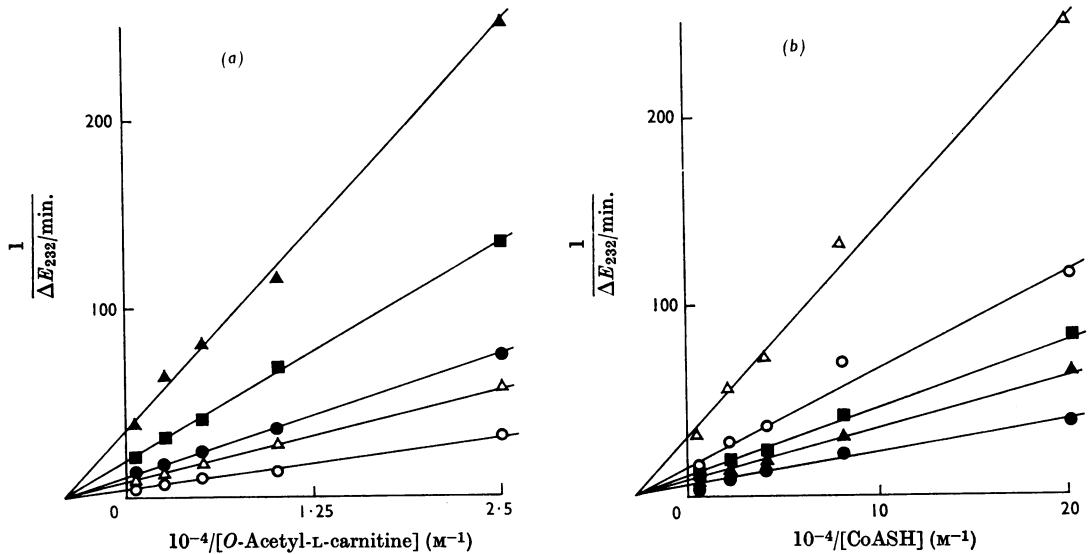 (a)
200
100
1
ΔE₂₃₂/min.
0
1·25
2·5
10⁻⁴/[O-Acetyl-L-carnitine] (M⁻¹)
(b)
200
100
1
ΔE₂₃₂/min.
0
10
20
10⁻⁴/[CoASH] (M⁻¹)